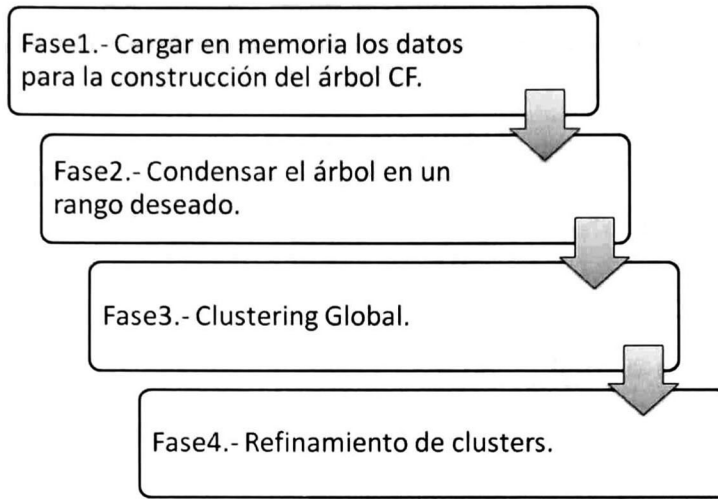 Fase1.- Cargar en memoria los datos
para la construcción del árbol CF.
Fase2.- Condensar el árbol en un
rango deseado.
Fase3.- Clustering Global.
Fase4.- Refinamiento de clusters.